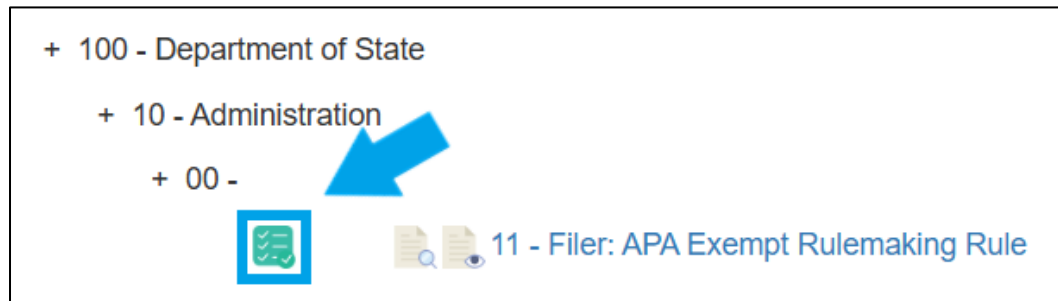 + 100 - Department of State
+ 10 - Administration
+ 00 -
11 - Filer: APA Exempt Rulemaking Rule